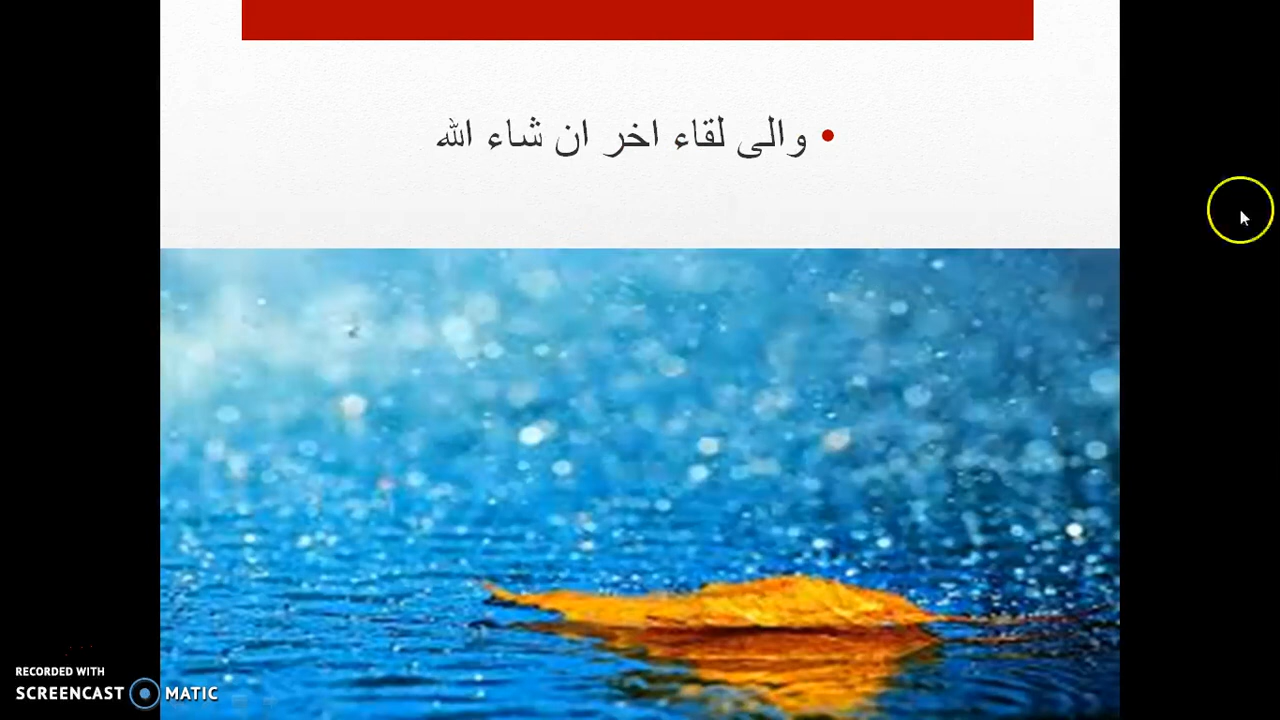 والى لقاء اخر ان شاء الله
RECORDED WITH
SCREENCAST MATIC